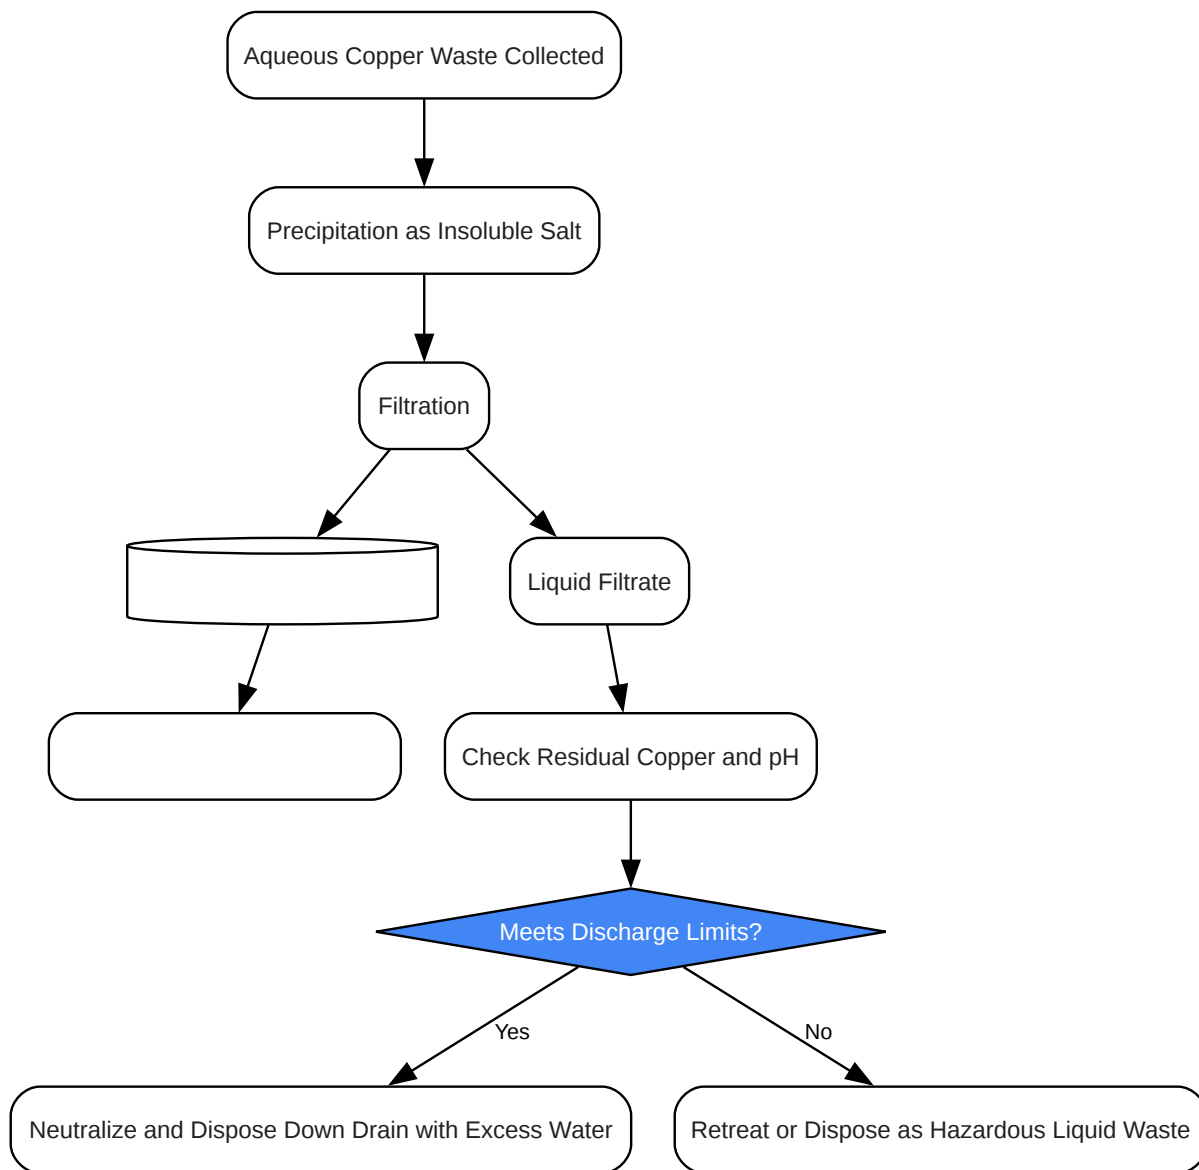 Aqueous Copper Waste Collected
Precipitation as Insoluble Salt
Filtration
Liquid Filtrate
Check Residual Copper and pH
Meets Discharge Limits?
Yes
No
Neutralize and Dispose Down Drain with Excess Water
Retreat or Dispose as Hazardous Liquid Waste